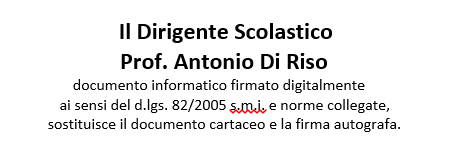 Il Dirigente Scolastico
Prof. Antonio Di Riso
documento informatico firmato digitalmente
ai sensi del d.lgs. 82/2005 s.m.i. e norme collegate,
sostituisce il documento cartaceo e la firma autografa.